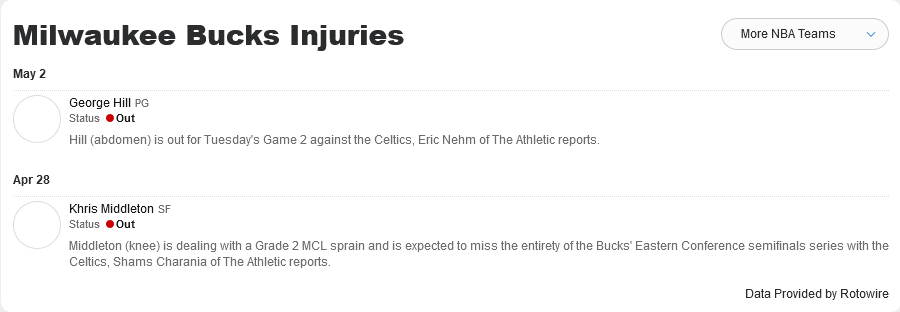 Milwaukee Bucks Injuries
More NBA Teams
May 2
George Hill PG
Status Out
Hill (abdomen) is out for Tuesday's Game 2 against the Celtics, Eric Nehm of The Athletic reports.
Apr 28
Khris Middleton SF
Status Out
Middleton (knee) is dealing with a Grade 2 MCL sprain and is expected to miss the entirety of the Bucks' Eastern Conference semifinals series with the
Celtics, Shams Charania of The Athletic reports.
Data Provided by Rotowire